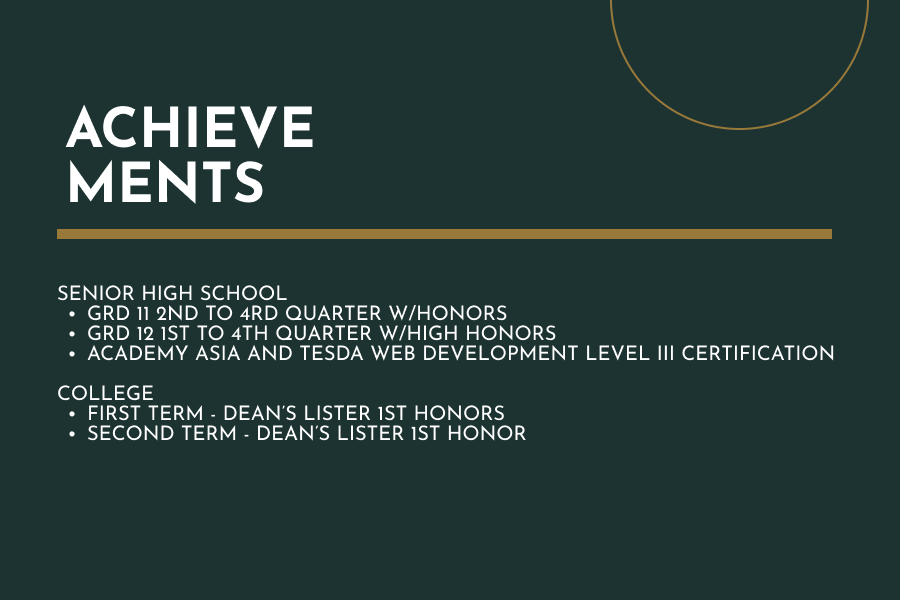 ACHIEVE
MENTS
SENIOR HIGH SCHOOL
• GRD 11 2ND TO 4RD QUARTER W/HONORS
• GRD 12 1ST TO 4TH QUARTER W/HIGH HONORS
• ACADEMY ASIA AND TESDA WEB DEVELOPMENT LEVEL III CERTIFICATION
COLLEGE
• FIRST TERM - DEAN'S LISTER 1ST HONORS
• SECOND TERM - DEAN'S LISTER 1ST HONOR